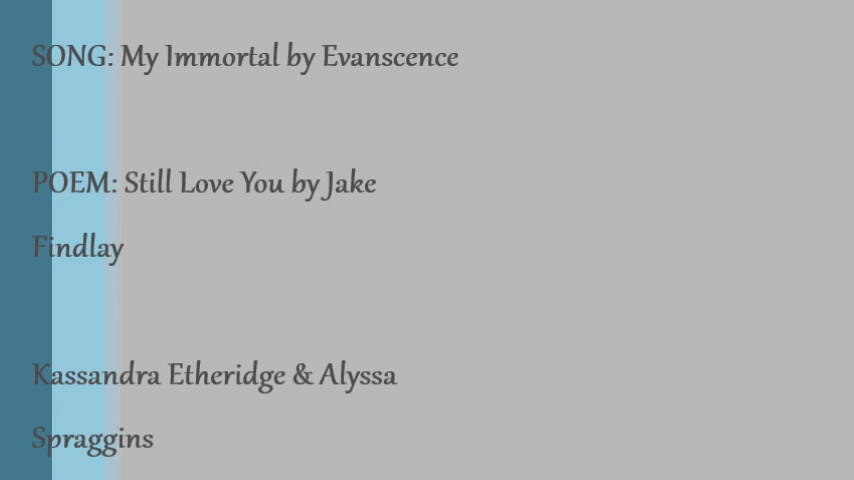 SONG: My Immortal by Evanscence
POEM: Still Love You by Jake
Findlay
Kassandra Etheridge & Alyssa
Spraggins